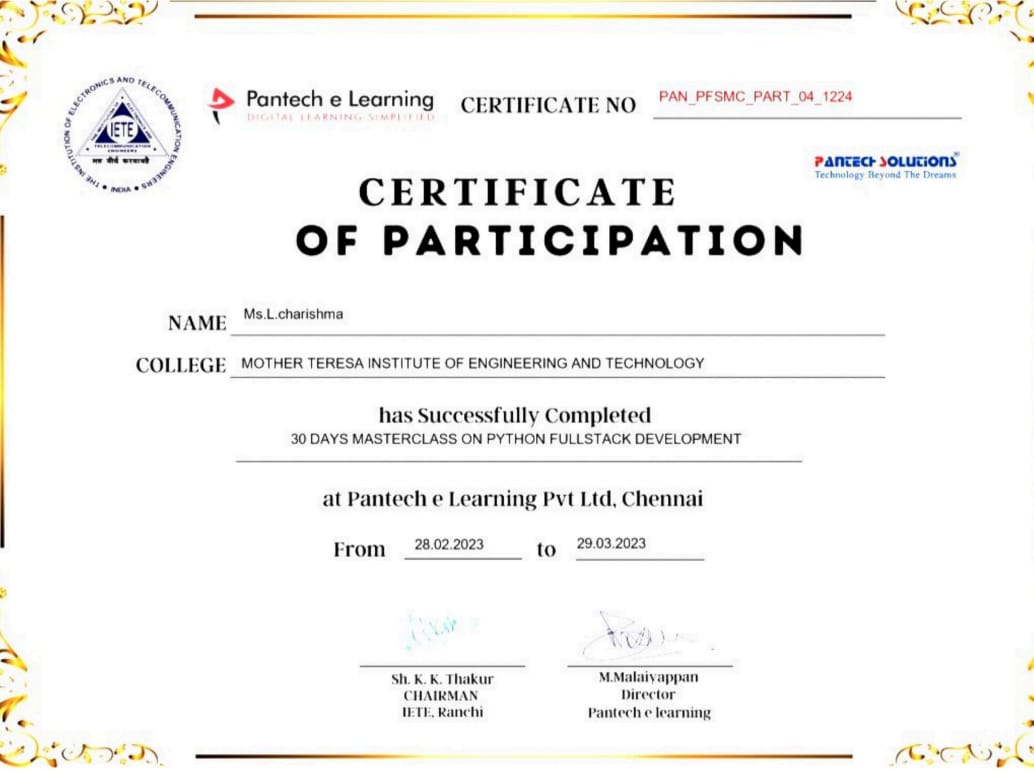 THE INSTITUTION OF ELECTRONICS AND TELECOMMUNICATION ENGINEERS • INDIA •
IETE
TELECOMMUNICATION
ENGINEERS
Pantech e Learning
DIGITAL LEARNING SIMPLIFIED
CERTIFICATE NO PAN_PFSMC_PART_04_1224
PANTECH SOLUTIONS
Technology Beyond The Dreams
CERTIFICATE
OF PARTICIPATION
NAME Ms.L.charishma
COLLEGE MOTHER TERESA INSTITUTE OF ENGINEERING AND TECHNOLOGY
has Successfully Completed
30 DAYS MASTERCLASS ON PYTHON FULLSTACK DEVELOPMENT
at Pantech e Learning Pvt Ltd, Chennai
From 28.02.2023 to 29.03.2023
Sh. K. K. Thakur
CHAIRMAN
IETE, Ranchi
M.Malaiyappan
Director
Pantech e learning